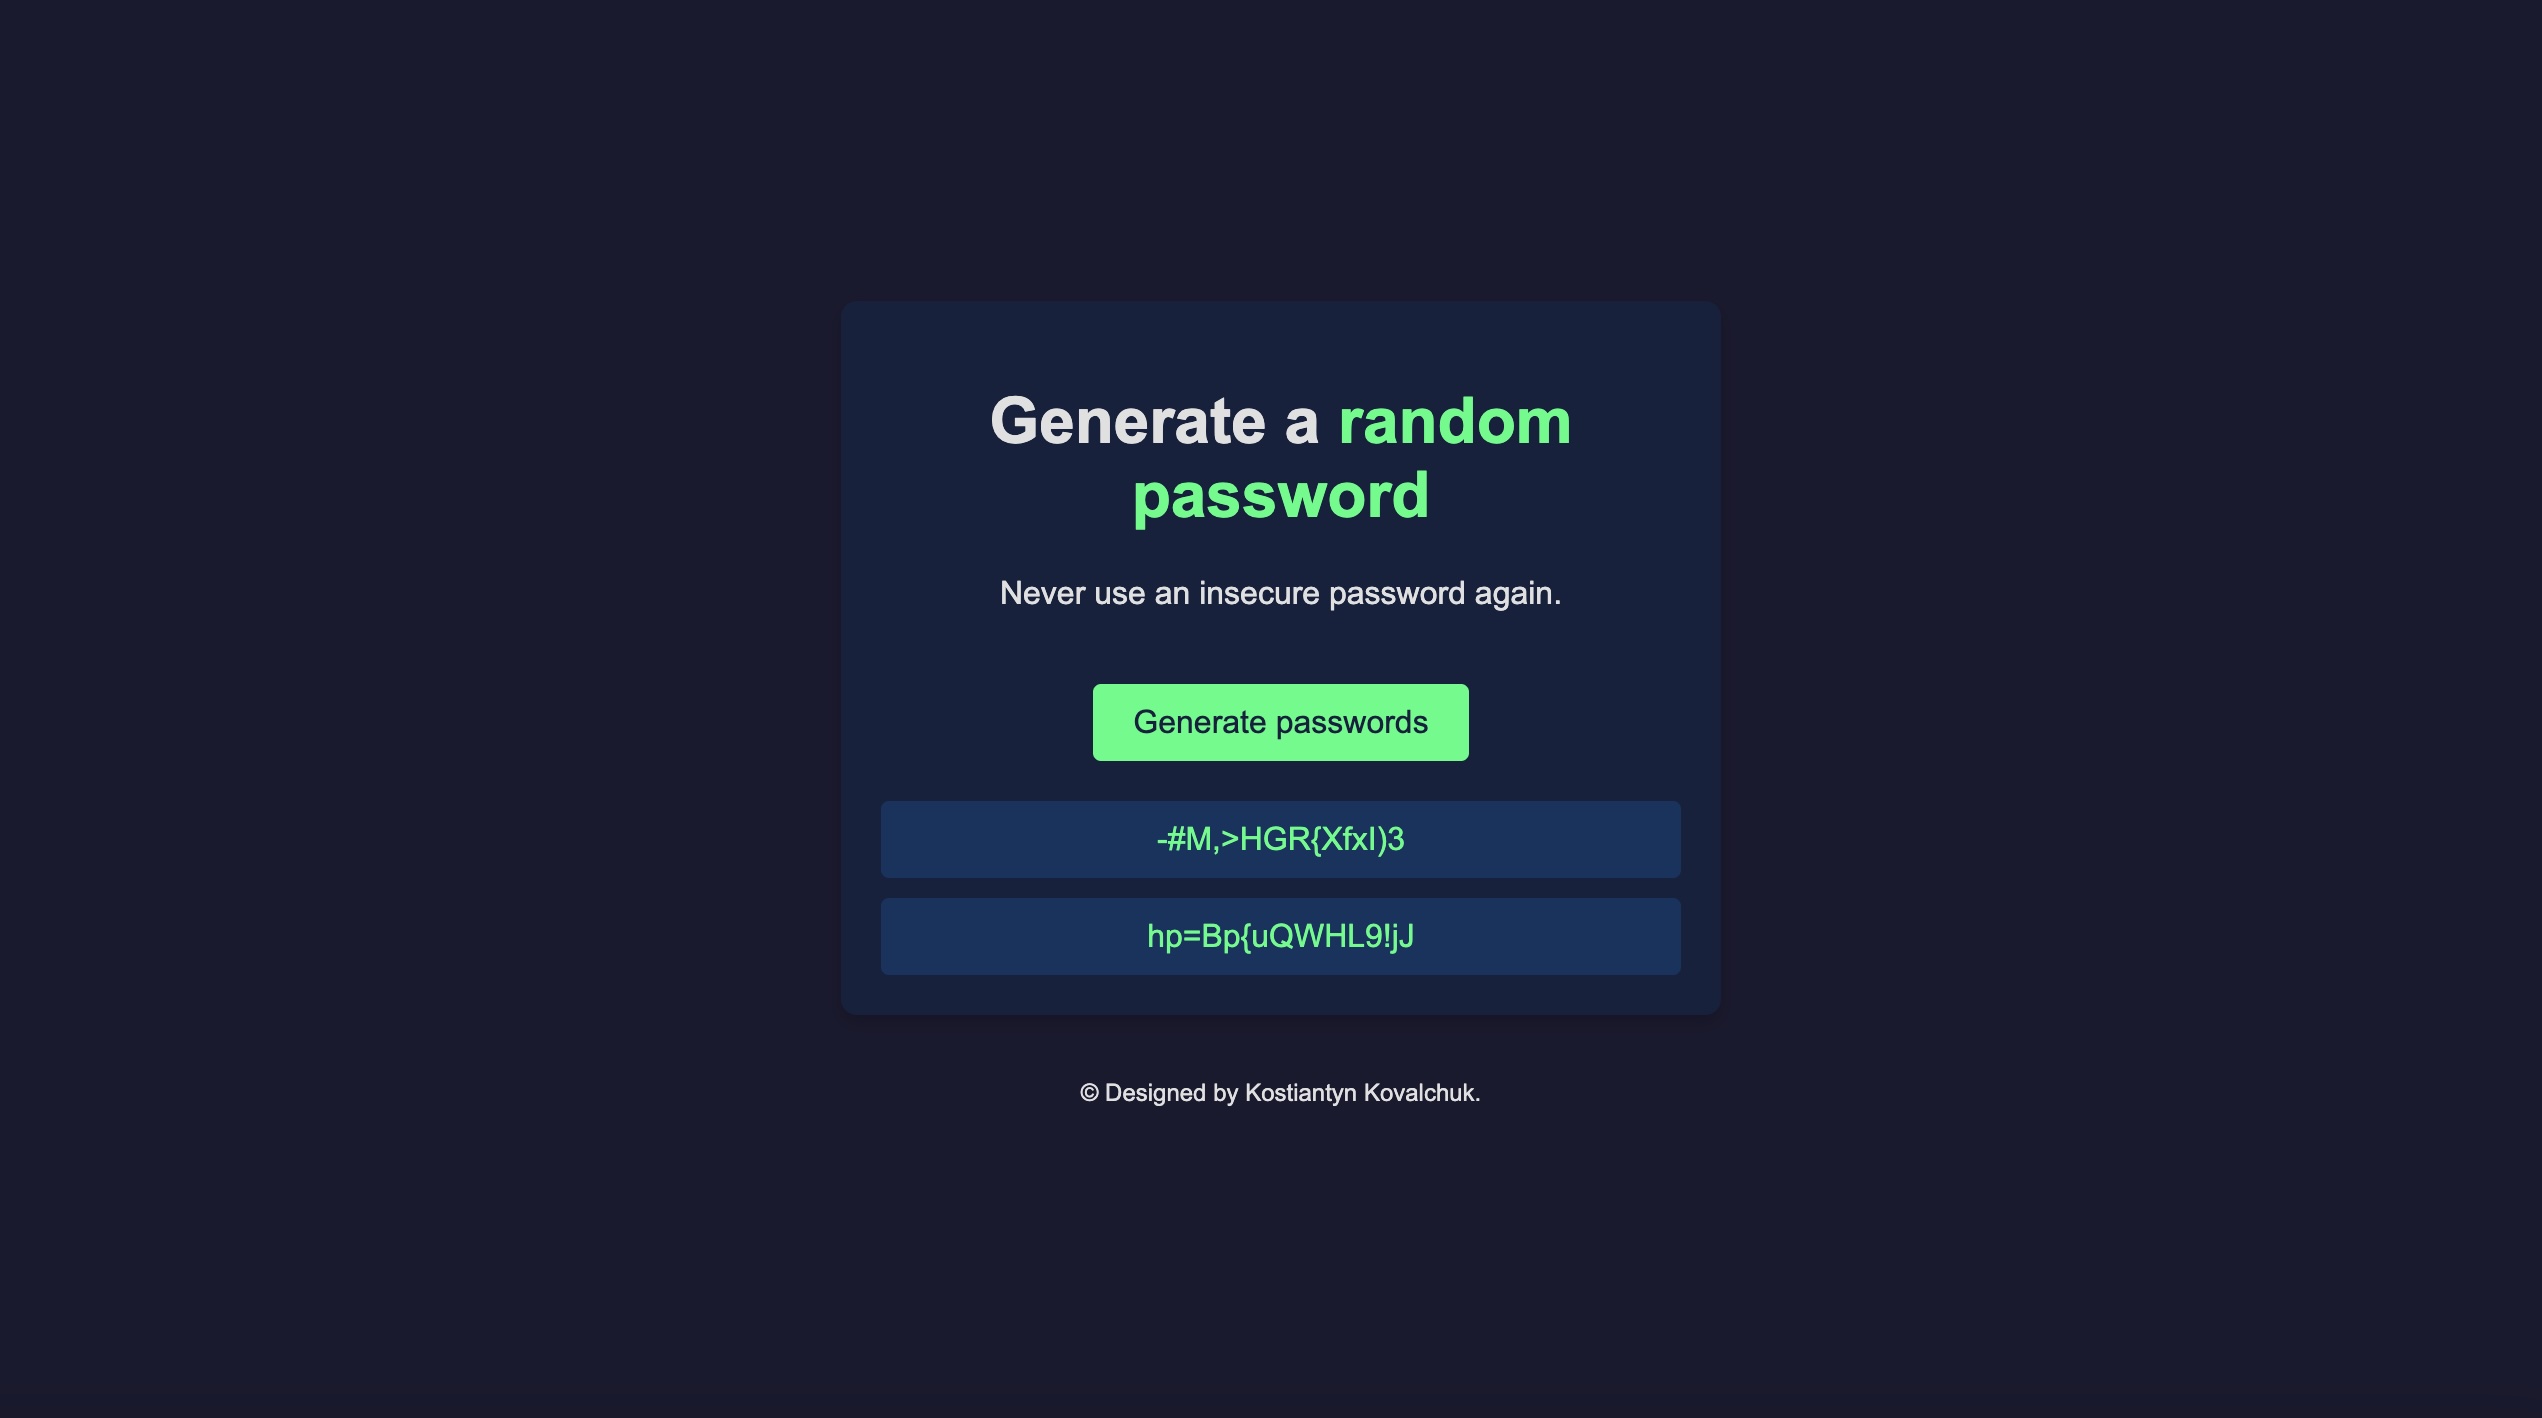 Generate a random
password
Never use an insecure password again.
Generate passwords
-#M,>HGR{XfxI)3
hp=Bp{uQWHL9!jJ
© Designed by Kostiantyn Kovalchuk.